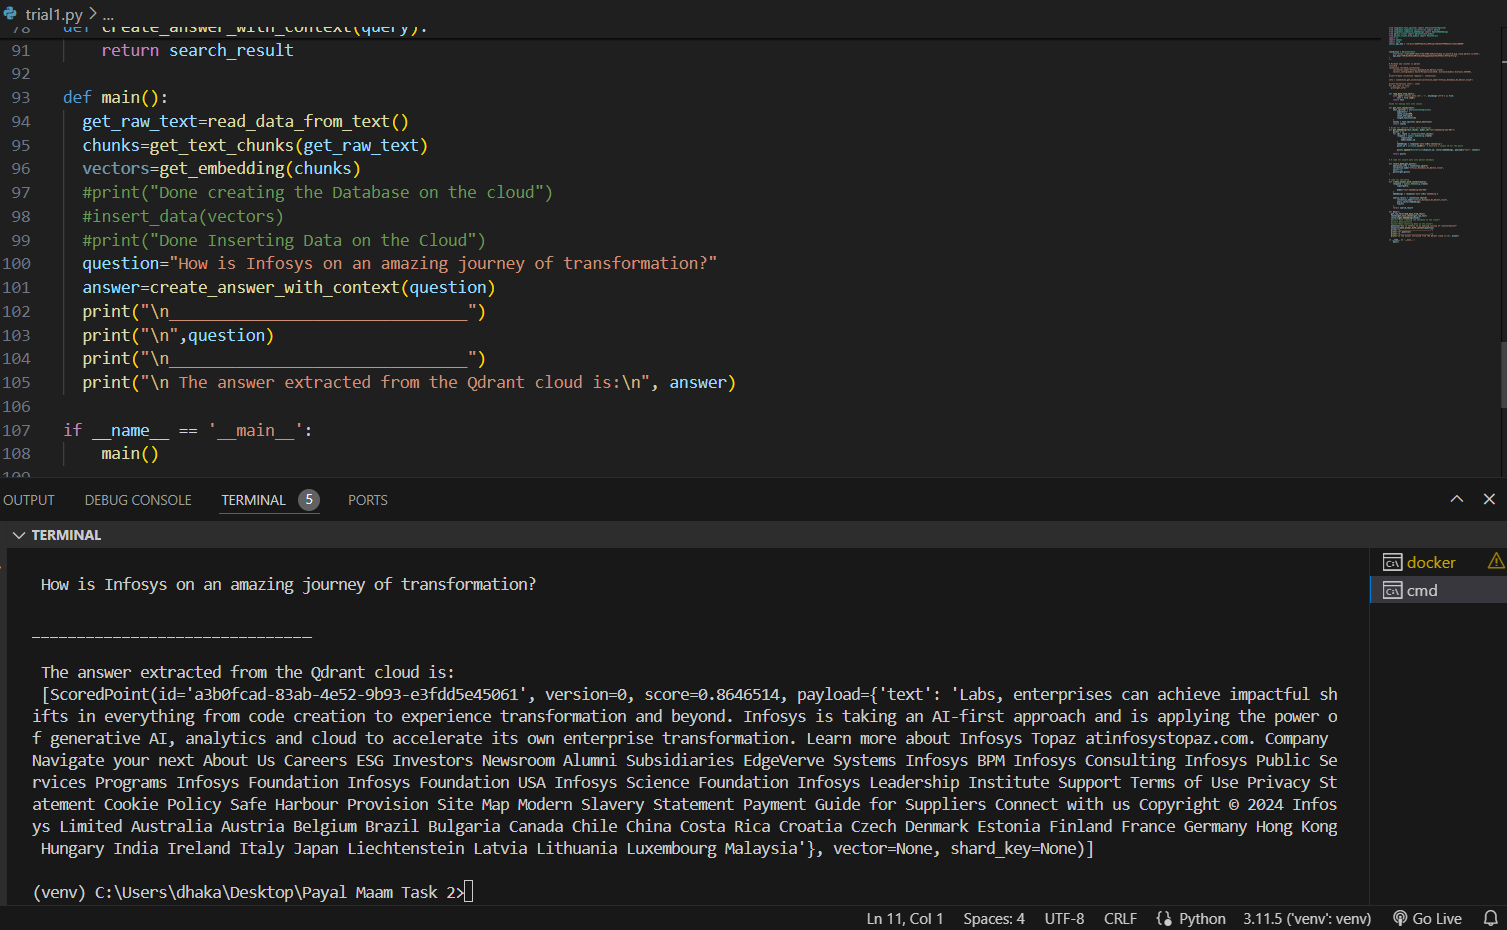 trial1.py > ...
78 def create_answer_with_context(query):
91 return search_result
92
93 def main():
94 get_raw_text=read_data_from_text()
95 chunks=get_text_chunks(get_raw_text)
96 vectors=get_embedding(chunks)
97 #print("Done creating the Database on the cloud")
98 #insert_data(vectors)
99 #print("Done Inserting Data on the Cloud")
100 question="How is Infosys on an amazing journey of transformation?"
101 answer=create_answer_with_context(question)
102 print("\n_______________________________")
103 print("\n",question)
104 print("\n_______________________________")
105 print("\n The answer extracted from the Qdrant cloud is:\n", answer)
106
107 if __name__ == '__main__':
108 main()
109
OUTPUT DEBUG CONSOLE TERMINAL 5 PORTS
TERMINAL
How is Infosys on an amazing journey of transformation?
_______________________________
The answer extracted from the Qdrant cloud is:
[ScoredPoint(id='a3b0fcad-83ab-4e52-9b93-e3fdd5e45061', version=0, score=0.8646514, payload={'text': 'Labs, enterprises can achieve impactful sh
ifts in everything from code creation to experience transformation and beyond. Infosys is taking an AI-first approach and is applying the power o
f generative AI, analytics and cloud to accelerate its own enterprise transformation. Learn more about Infosys Topaz atinfosystopaz.com. Company
Navigate your next About Us Careers ESG Investors Newsroom Alumni Subsidiaries EdgeVerve Systems Infosys BPM Infosys Consulting Infosys Public Se
rvices Programs Infosys Foundation Infosys Foundation USA Infosys Science Foundation Infosys Leadership Institute Support Terms of Use Privacy St
atement Cookie Policy Safe Harbour Provision Site Map Modern Slavery Statement Payment Guide for Suppliers Connect with us Copyright © 2024 Infos
ys Limited Australia Austria Belgium Brazil Bulgaria Canada Chile China Costa Rica Croatia Czech Denmark Estonia Finland France Germany Hong Kong
Hungary India Ireland Italy Japan Liechtenstein Latvia Lithuania Luxembourg Malaysia'}, vector=None, shard_key=None)]
(venv) C:\Users\dhaka\Desktop\Payal Maam Task 2>
docker
cmd
Ln 11, Col 1 Spaces: 4 UTF-8 CRLF Python 3.11.5 ('venv': venv) Go Live